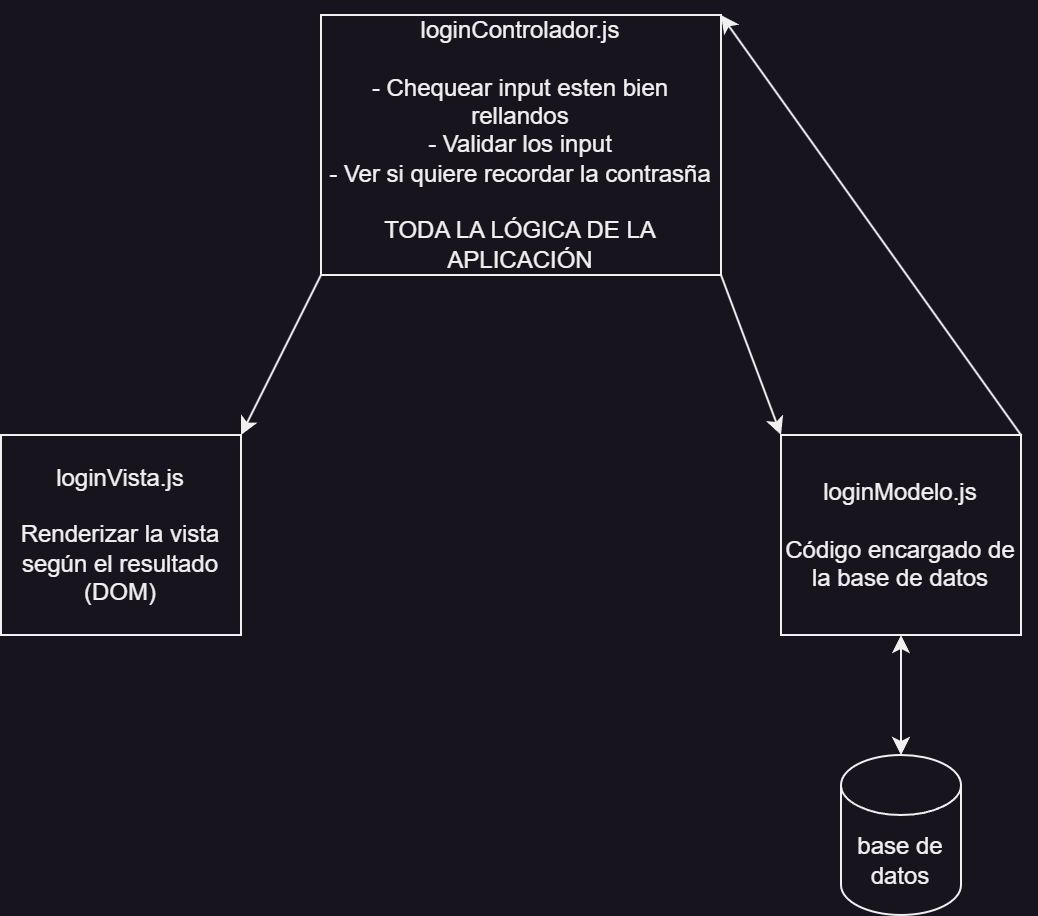 loginControlador.js
- Chequear input esten bien
rellandos
- Validar los input
- Ver si quiere recordar la contrasña
TODA LA LÓGICA DE LA
APLICACIÓN
loginVista.js
Renderizar la vista
según el resultado
(DOM)
loginModelo.js
Código encargado de
la base de datos
base de
datos